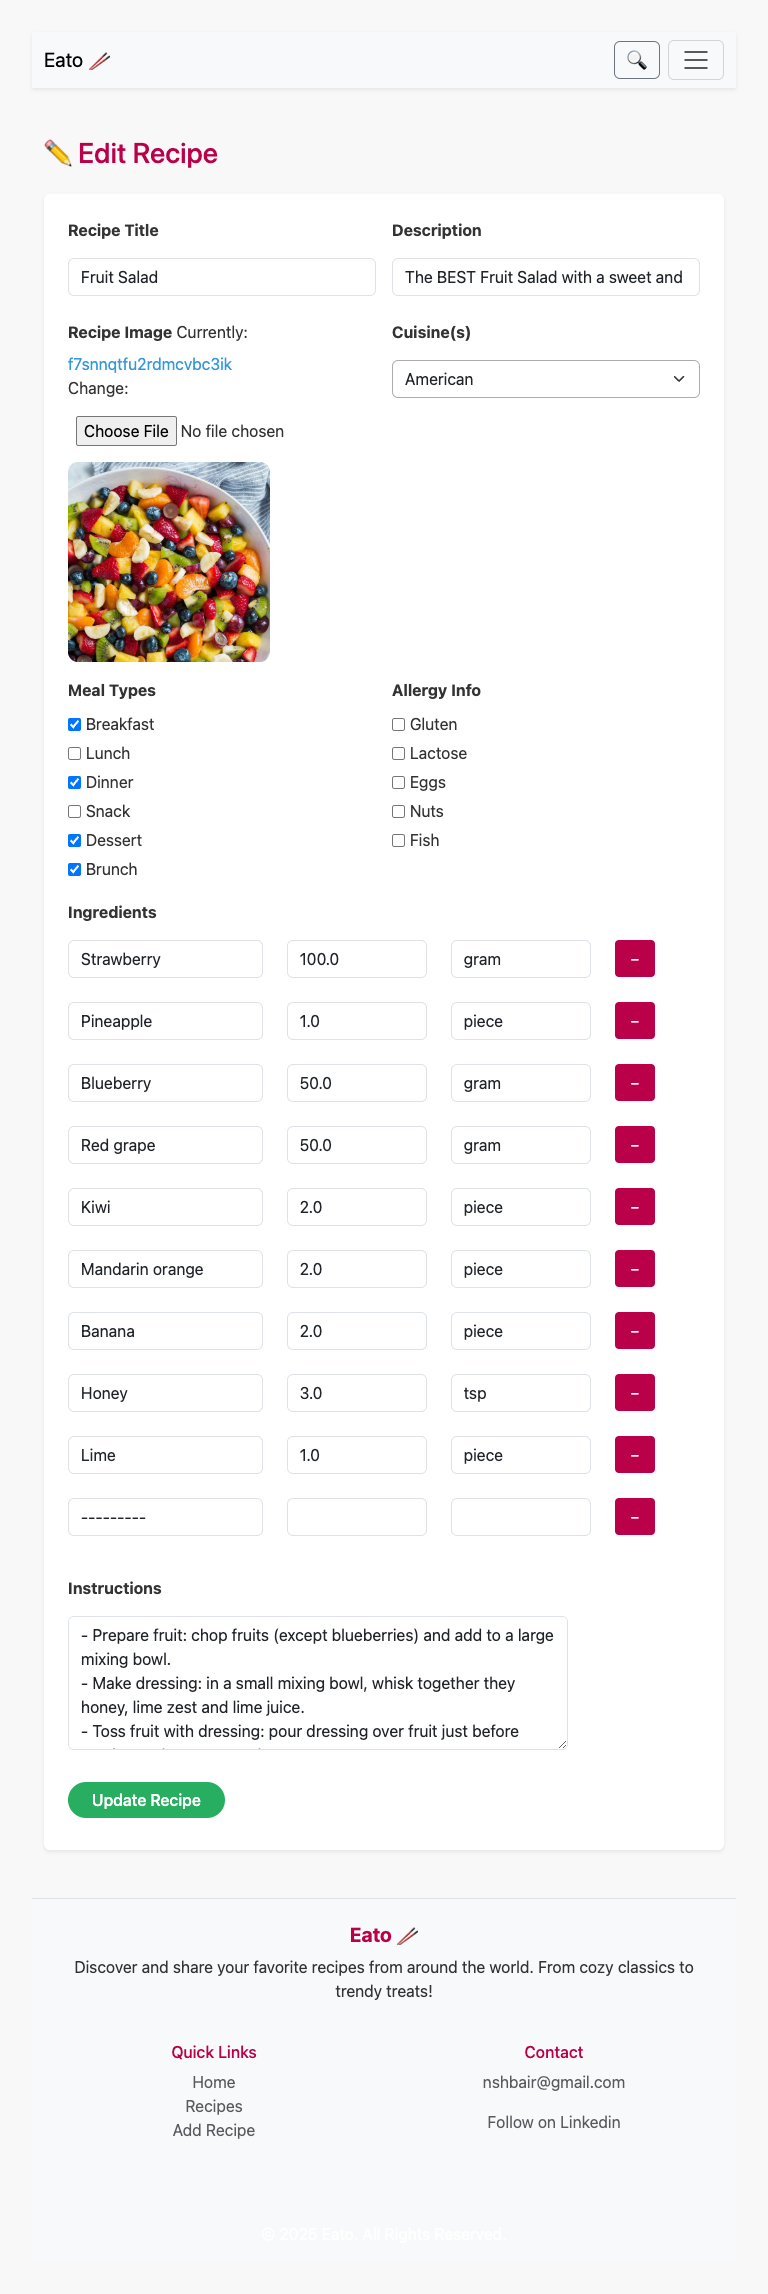 Eato
Edit Recipe
Recipe Title
Description
Fruit Salad
The BEST Fruit Salad with a sweet and
Recipe Image Currently:
f7snnqtfu2rdmcvbc3ik
Change:
Choose File No file chosen
Cuisine(s)
American
Meal Types
Breakfast
Lunch
Dinner
Snack
Dessert
Brunch
Allergy Info
Gluten
Lactose
Eggs
Nuts
Fish
Ingredients
Strawberry 100.0 gram –
Pineapple 1.0 piece –
Blueberry 50.0 gram –
Red grape 50.0 gram –
Kiwi 2.0 piece –
Mandarin orange 2.0 piece –
Banana 2.0 piece –
Honey 3.0 tsp –
Lime 1.0 piece –
--------- –
Instructions
- Prepare fruit: chop fruits (except blueberries) and add to a large
mixing bowl.
- Make dressing: in a small mixing bowl, whisk together they
honey, lime zest and lime juice.
- Toss fruit with dressing: pour dressing over fruit just before
Update Recipe
Eato
Discover and share your favorite recipes from around the world. From cozy classics to
trendy treats!
Quick Links
Home
Recipes
Add Recipe
Contact
nshbair@gmail.com
Follow on Linkedin
© 2025 Eato. All Rights Reserved.